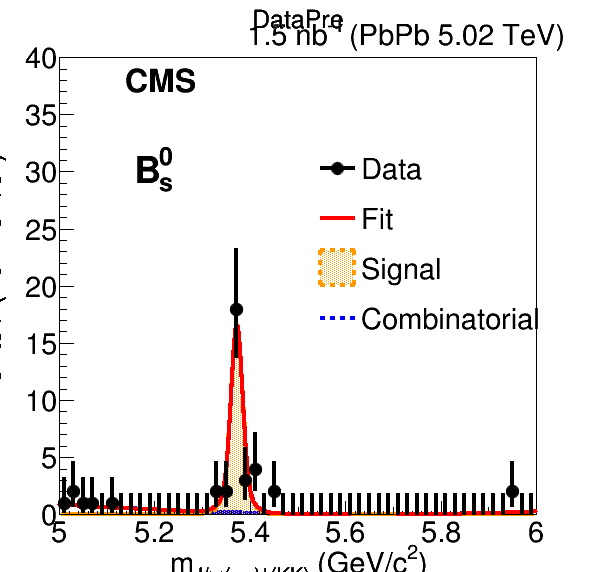 DataPre
1.5 nb⁻¹ (PbPb 5.02 TeV)
40
CMS
35
B⁰ₛ
30
Data
25
Fit
Signal
20
Combinatorial
15
10
5
0
5 5.2 5.4 5.6 5.8 6
(GeV/c²)